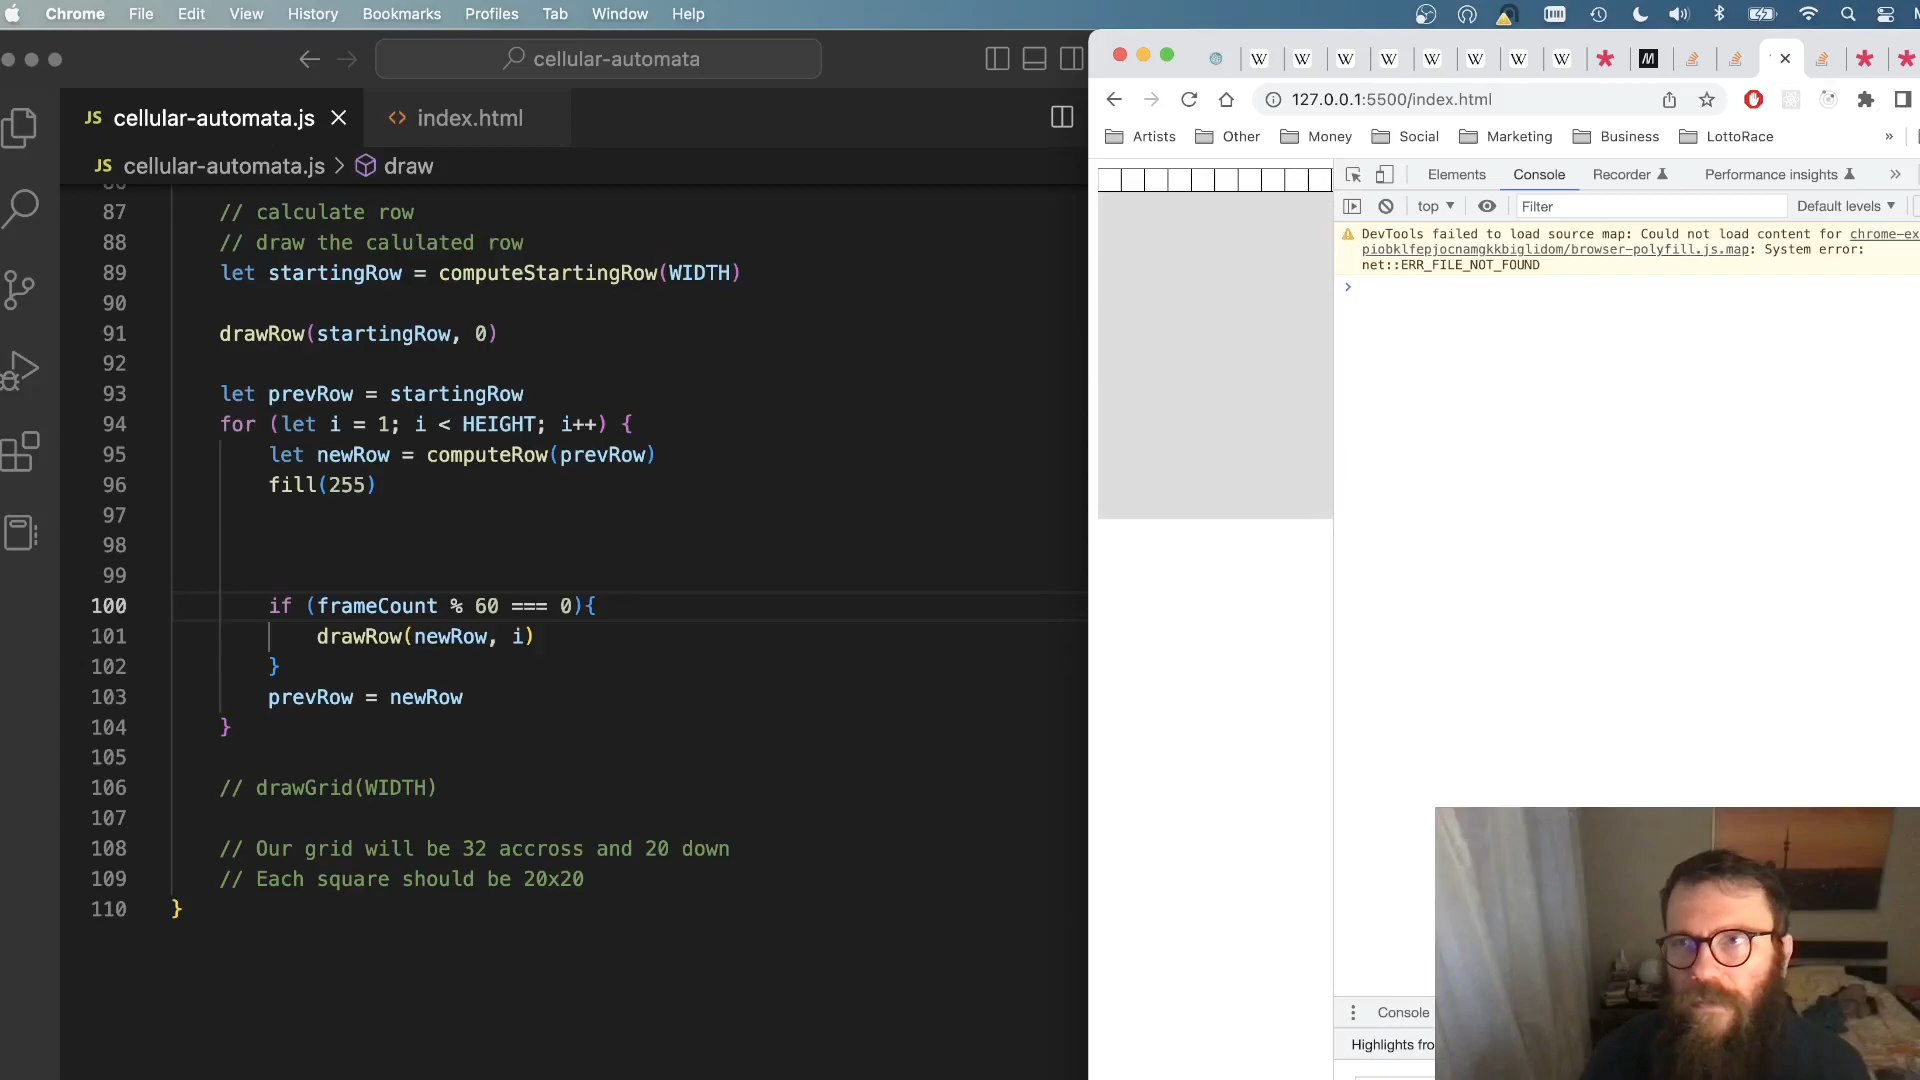 Chrome File Edit View History Bookmarks Profiles Tab Window Help
cellular-automata
JS cellular-automata.js
<> index.html
JS cellular-automata.js > draw
87 // calculate row
88 // draw the calulated row
89 let startingRow = computeStartingRow(WIDTH)
90
91 drawRow(startingRow, 0)
92
93 let prevRow = startingRow
94 for (let i = 1; i < HEIGHT; i++) {
95 let newRow = computeRow(prevRow)
96 fill(255)
97
98
99
100 if (frameCount % 60 === 0){
101 drawRow(newRow, i)
102 }
103 prevRow = newRow
104 }
105
106 // drawGrid(WIDTH)
107
108 // Our grid will be 32 accross and 20 down
109 // Each square should be 20x20
110 }
W W W W W W W W M
127.0.0.1:5500/index.html
Artists Other Money Social Marketing Business LottoRace »
Elements Console Recorder Performance insights »
top Filter Default levels
DevTools failed to load source map: Could not load content for chrome-ex
piobklfepjocnamgkkbiglidom/browser-polyfill.js.map: System error:
net::ERR_FILE_NOT_FOUND
>
Console
Highlights fro